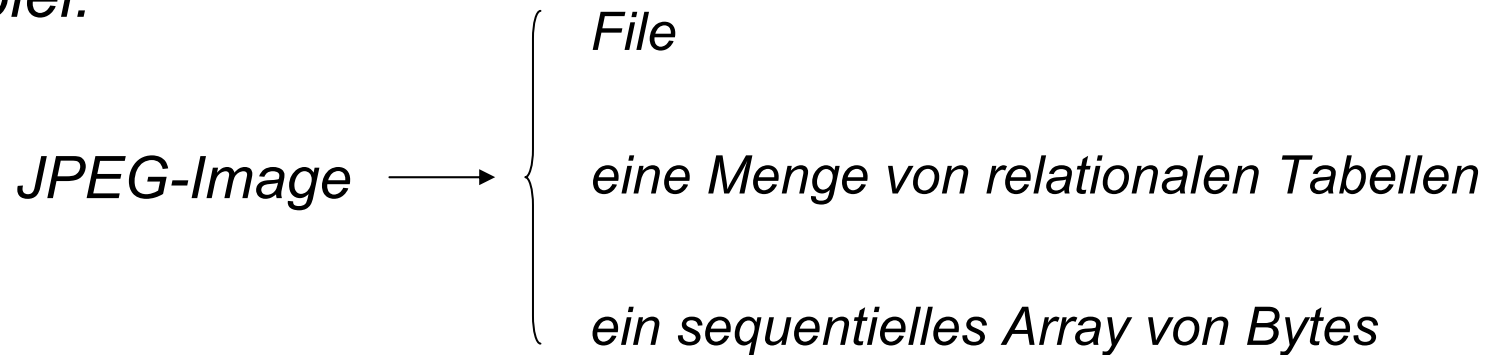 File
JPEG-Image
eine Menge von relationalen Tabellen
ein sequentielles Array von Bytes